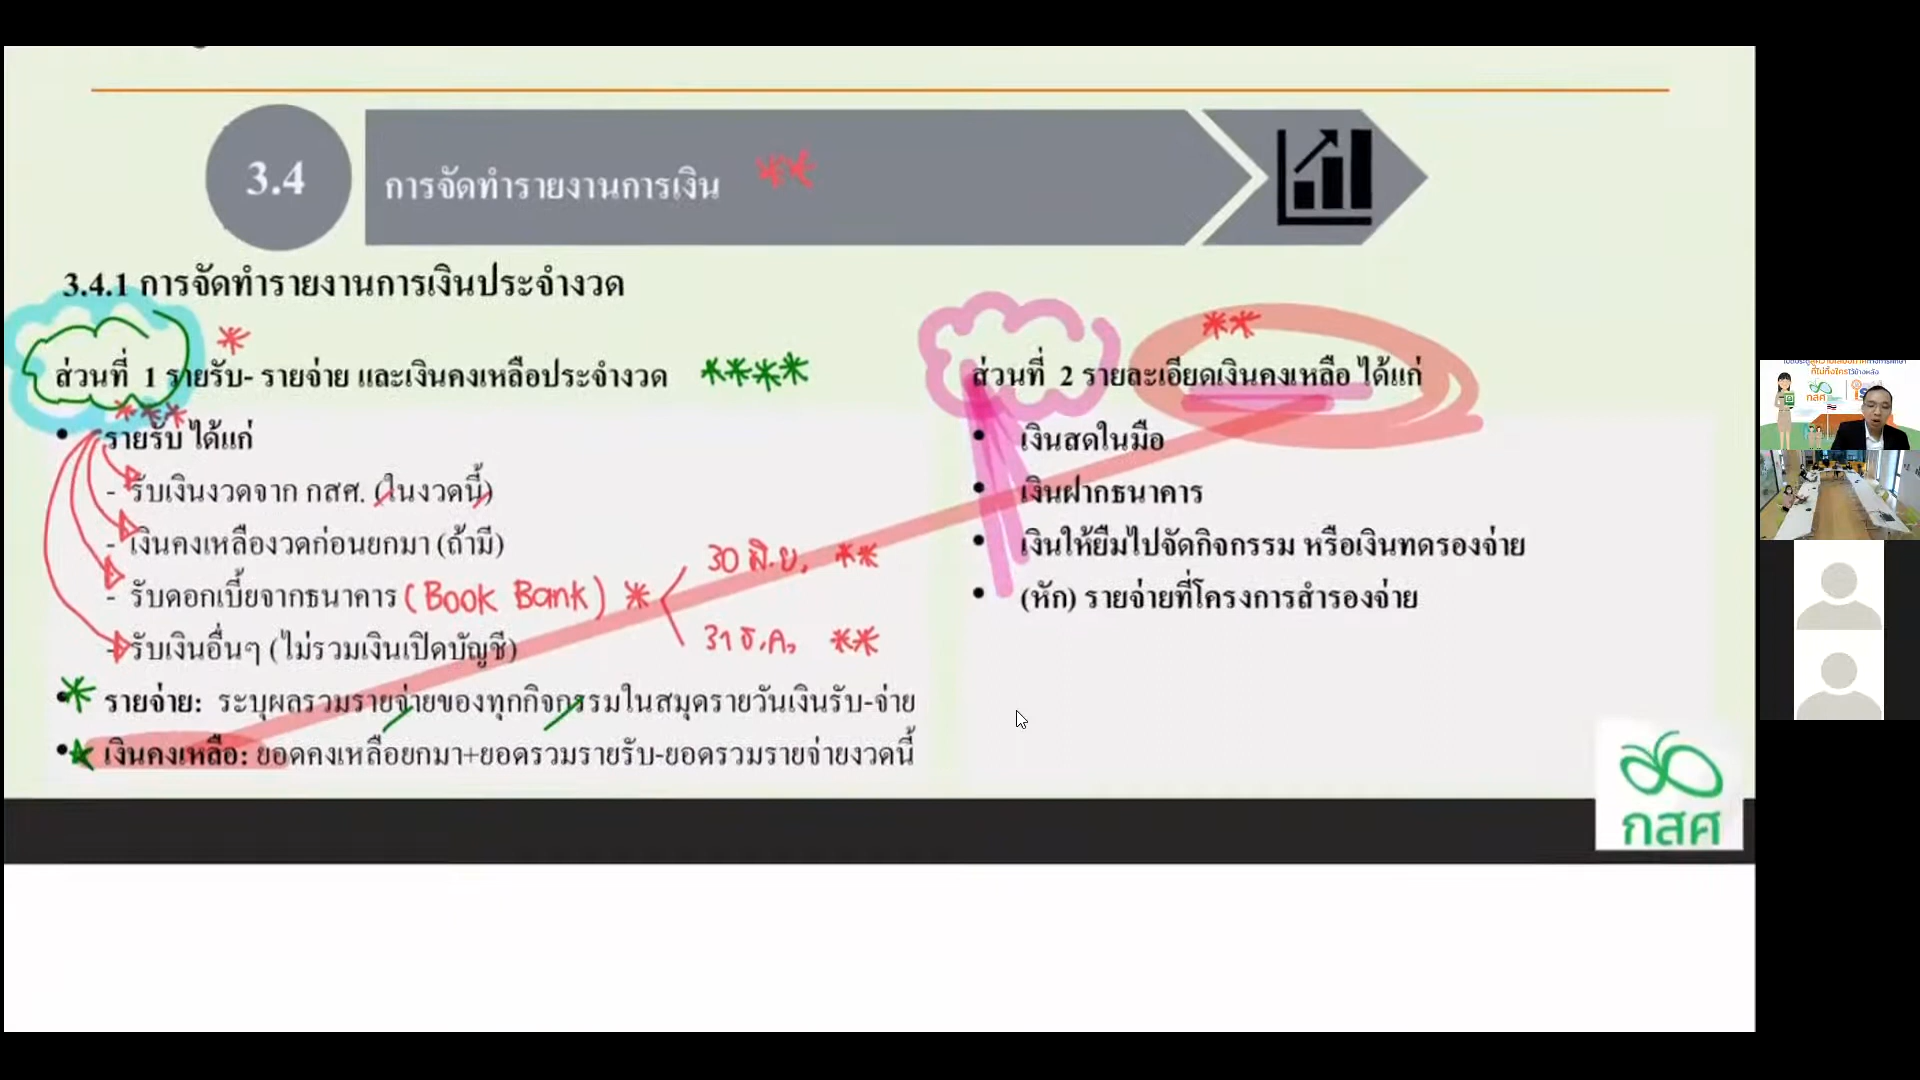 3.4
การจัดทำรายงานการเงิน **
3.4.1 การจัดทำรายงานการเงินประจำงวด
*
ส่วนที่ 1 รายรับ- รายจ่าย และเงินคงเหลือประจำงวด ****
***
• รายรับ ได้แก่
- รับเงินงวดจาก กสศ. (ในงวดนี้)
- เงินคงเหลืองวดก่อนยกมา (ถ้ามี)
- รับดอกเบี้ยจากธนาคาร (Book Bank) *
30 มิ.ย. **
31 ธ.ค. **
- รับเงินอื่นๆ (ไม่รวมเงินเปิดบัญชี)
• รายจ่าย: ระบุผลรวมรายจ่ายของทุกกิจกรรมในสมุดรายวันเงินรับ-จ่าย
• เงินคงเหลือ: ยอดคงเหลือยกมา+ยอดรวมรายรับ-ยอดรวมรายจ่ายงวดนี้
**
ส่วนที่ 2 รายละเอียดเงินคงเหลือ ได้แก่
• เงินสดในมือ
• เงินฝากธนาคาร
• เงินให้ยืมไปจัดกิจกรรม หรือเงินทดรองจ่าย
• (หัก) รายจ่ายที่โครงการสำรองจ่าย
กสศ
ที่ไม่ทิ้งใครไว้ข้างหลัง
กสศ